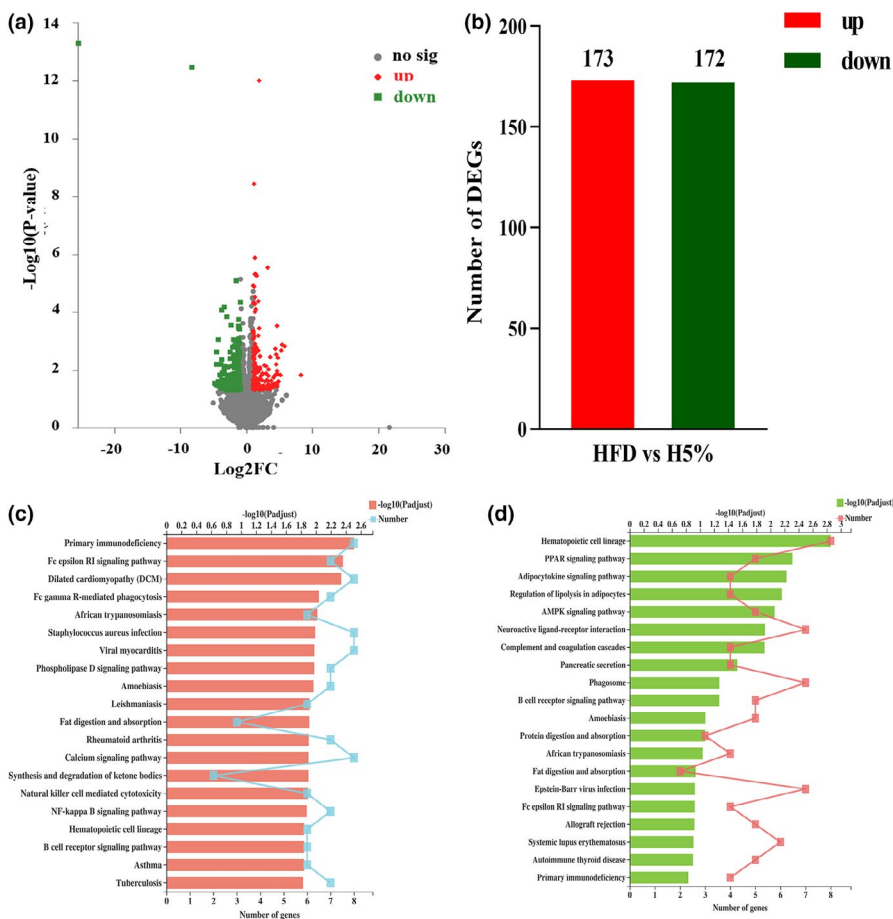 (a)
14
12
10
8
6
4
2
0
-Log10(P-value)
no sig
up
down
-20
-10
0
10
20
30
Log2FC
(b)
200
150
100
50
0
Number of DEGs
173
172
up
down
HFD vs H5%
(c)
-log10(Padjust)
-log10(Padjust)
Number
0 0.2 0.4 0.6 0.8 1 1.2 1.4 1.6 1.8 2 2.2 2.4 2.6
Primary immunodeficiency
Fc epsilon RI signaling pathway
Dilated cardiomyopathy (DCM)
Fc gamma R-mediated phagocytosis
African trypanosomiasis
Staphylococcus aureus infection
Viral myocarditis
Phospholipase D signaling pathway
Amoebiasis
Leishmaniasis
Fat digestion and absorption
Rheumatoid arthritis
Calcium signaling pathway
Synthesis and degradation of ketone bodies
Natural killer cell mediated cytotoxicity
NF-kappa B signaling pathway
Hematopoietic cell lineage
B cell receptor signaling pathway
Asthma
Tuberculosis
0 1 2 3 4 5 6 7 8
Number of genes
(d)
-log10(Padjust)
-log10(Padjust)
Number
0 0.2 0.4 0.6 0.8 1 1.2 1.4 1.6 1.8 2 2.2 2.4 2.6 2.8 3
Hematopoietic cell lineage
PPAR signaling pathway
Adipocytokine signaling pathway
Regulation of lipolysis in adipocytes
AMPK signaling pathway
Neuroactive ligand-receptor interaction
Complement and coagulation cascades
Pancreatic secretion
Phagosome
B cell receptor signaling pathway
Amoebiasis
Protein digestion and absorption
African trypanosomiasis
Fat digestion and absorption
Epstein-Barr virus infection
Fc epsilon RI signaling pathway
Allograft rejection
Systemic lupus erythematosus
Autoimmune thyroid disease
Primary immunodeficiency
0 1 2 3 4 5 6 7 8
Number of genes